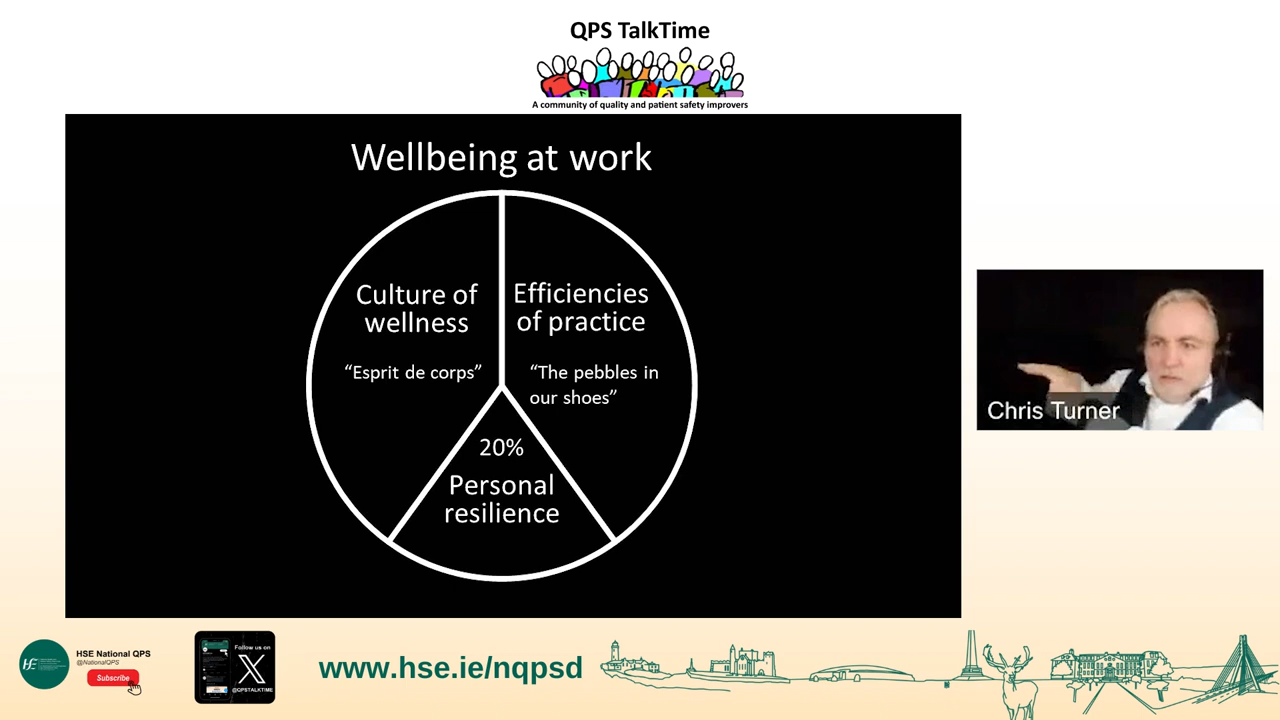 QPS TalkTime
A community of quality and patient safety improvers
Wellbeing at work
Culture of
wellness
“Esprit de corps”
Efficiencies
of practice
“The pebbles in
our shoes”
20%
Personal
resilience
Chris Turner
HSE National QPS
@NationalQPS
Subscribe
Follow us on
X
@QPSTALKTIME
www.hse.ie/nqpsd